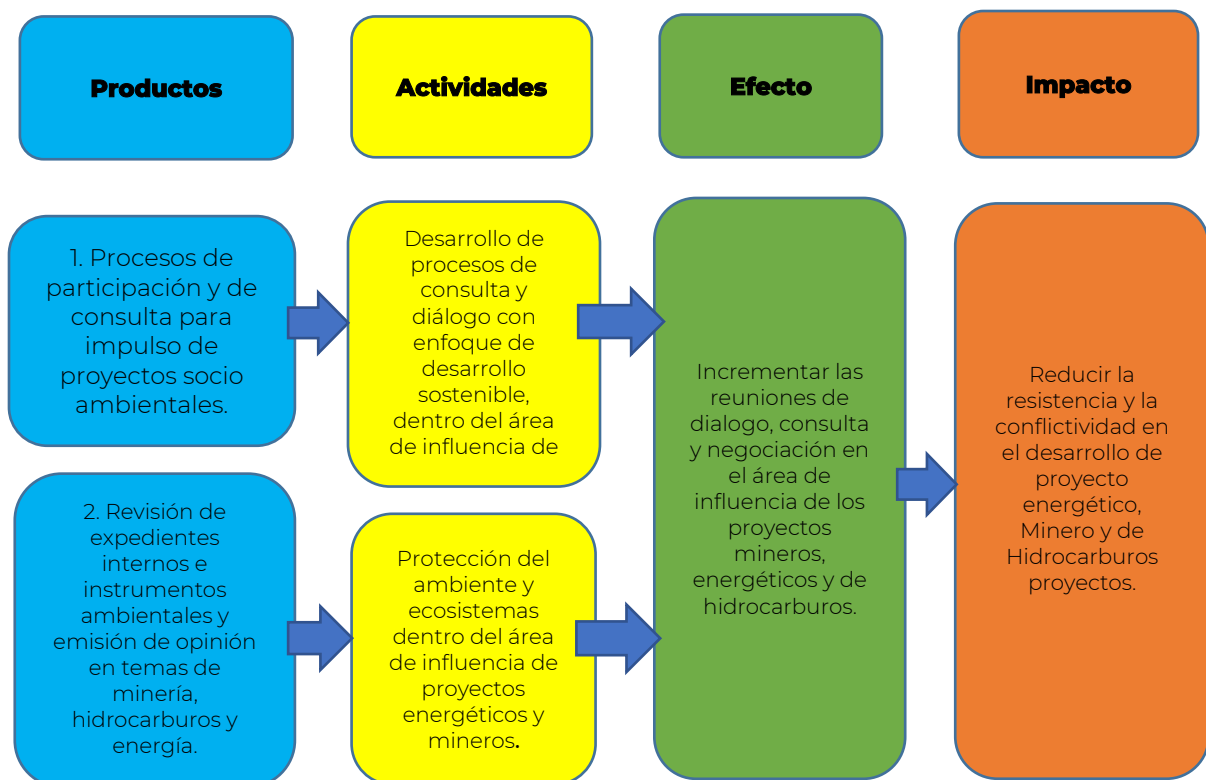 Productos
Actividades
Efecto
Impacto
1. Procesos de
participación y de
consulta para
impulso de
proyectos socio
ambientales.
Desarrollo de
procesos de
consulta y
diálogo con
enfoque de
desarrollo
sostenible,
dentro del área
de influencia de
Incrementar las
reuniones de
dialogo, consulta
y negociación en
el área de
influencia de los
proyectos
mineros,
energéticos y de
hidrocarburos.
Reducir la
resistencia y la
conflictividad en
el desarrollo de
proyecto
energético,
Minero y de
Hidrocarburos
proyectos.
2. Revisión de
expedientes
internos e
instrumentos
ambientales y
emisión de opinión
en temas de
minería,
hidrocarburos y
energía.
Protección del
ambiente y
ecosistemas
dentro del área
de influencia de
proyectos
energéticos y
mineros.